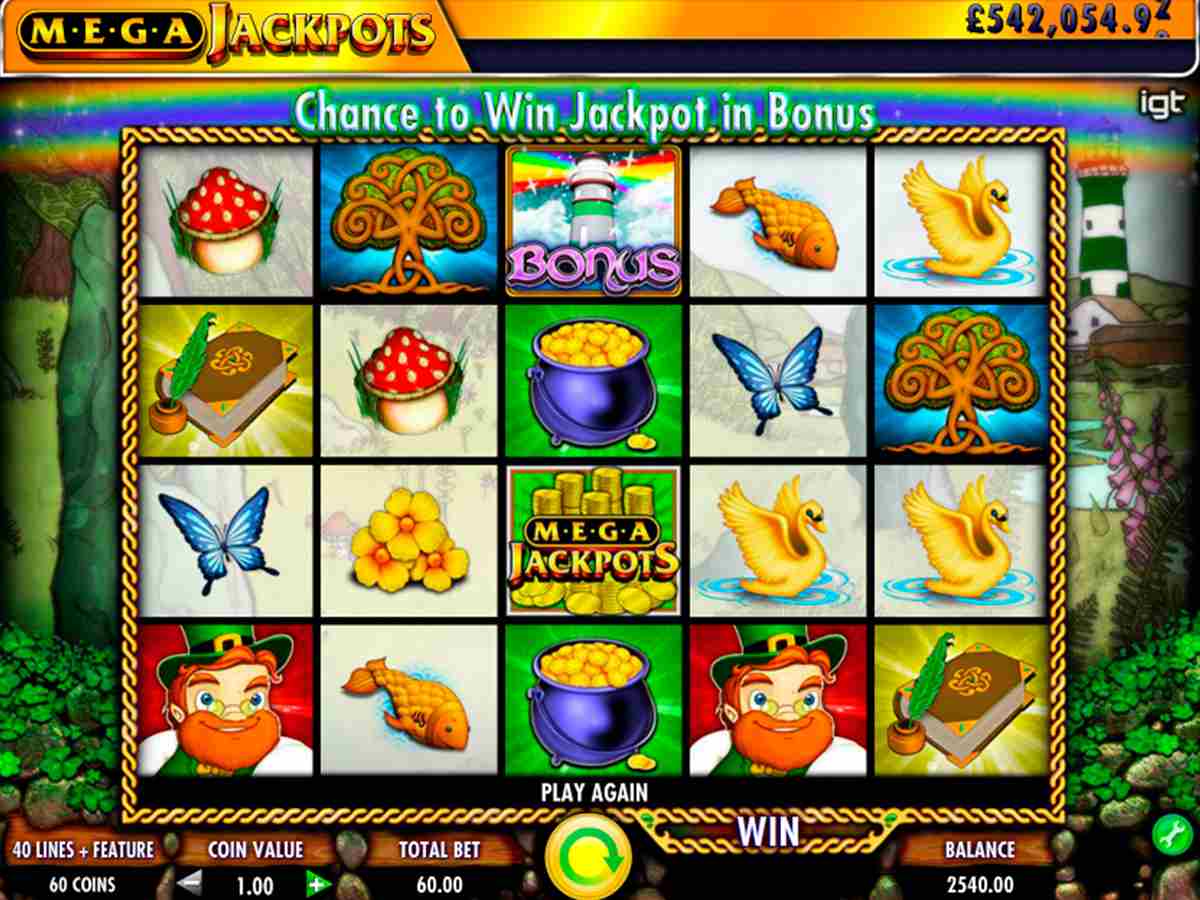 M·E·G·A JACKPOTS
£542,054.9
Chance to Win Jackpot in Bonus
igt
BONUS
M·E·G·A
JACKPOTS
PLAY AGAIN
WIN
40 LINES + FEATURE
COIN VALUE
TOTAL BET
BALANCE
60 COINS
1.00
60.00
2540.00